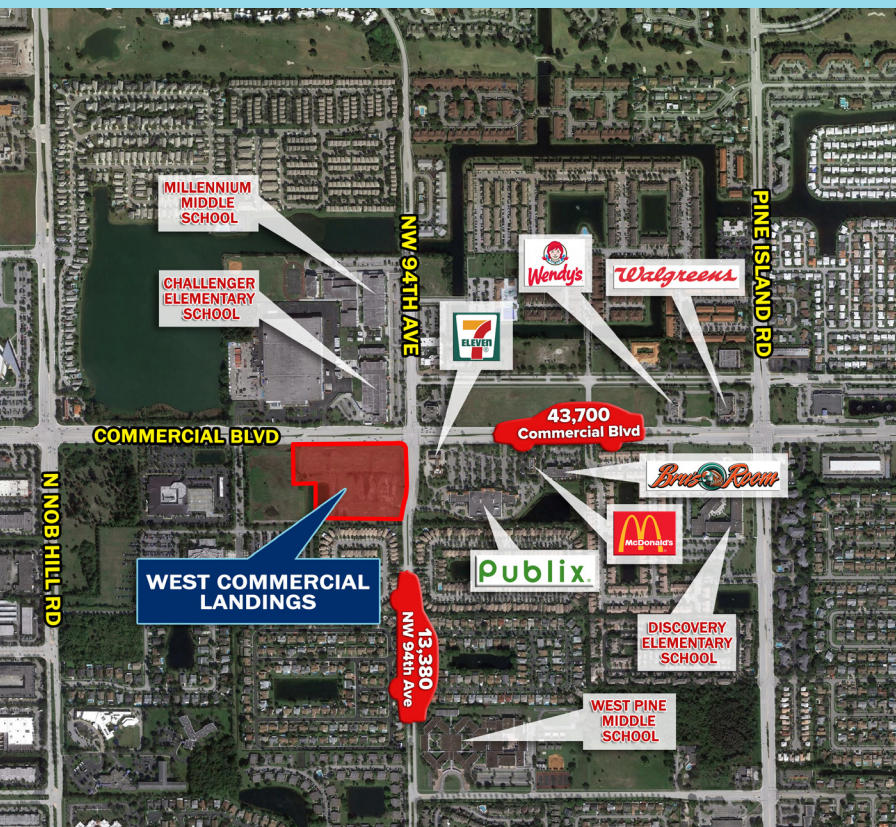 MILLENNIUM
MIDDLE
SCHOOL
CHALLENGER
ELEMENTARY
SCHOOL
NW 94TH AVE
Wendy's
Walgreens
PINE ISLAND RD
7
ELEVEN
43,700
Commercial Blvd
COMMERCIAL BLVD
N NOB HILL RD
Bru's Room
McDonald's
Publix.
WEST COMMERCIAL
LANDINGS
13,380
NW 94th Ave
DISCOVERY
ELEMENTARY
SCHOOL
WEST PINE
MIDDLE
SCHOOL